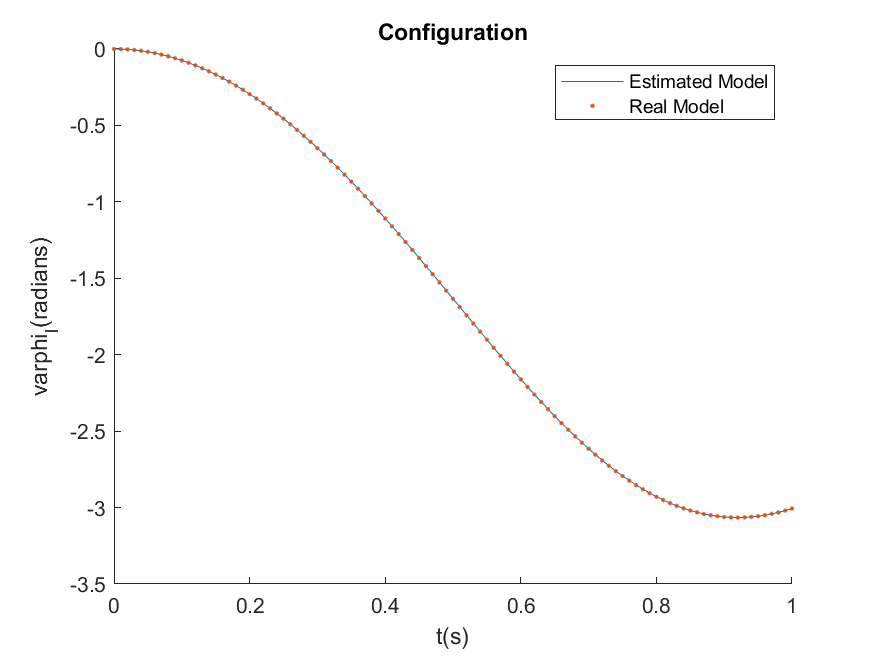 Configuration
Estimated Model
Real Model
0
-0.5
-1
-1.5
-2
-2.5
-3
-3.5
varphi_l(radians)
0
0.2
0.4
0.6
0.8
1
t(s)